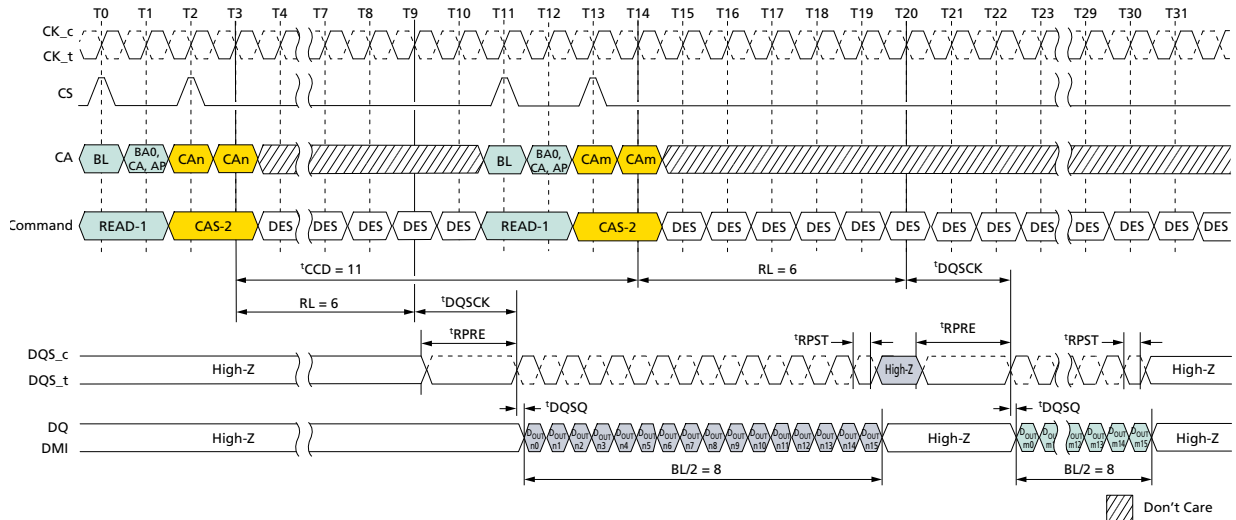 T0 T1 T2 T3 T4 T7 T8 T9 T10 T11 T12 T13 T14 T15 T16 T17 T18 T19 T20 T21 T22 T23 T29 T30 T31
CK_c
CK_t
CS
CA BL BA0, CA, AP CAn CAn BL BA0, CA, AP CAm CAm
Command READ-1 CAS-2 DES DES DES DES DES READ-1 CAS-2 DES DES DES DES DES DES DES DES DES DES DES DES DES
tCCD = 11 RL = 6 tDQSCK
RL = 6 tDQSCK
tRPRE tRPST tRPRE tRPST
DQS_c
DQS_t
High-Z High-Z High-Z
tDQSQ tDQSQ
DQ
DMI
High-Z DOUT n0 DOUT n1 DOUT n2 DOUT n3 DOUT n4 DOUT n5 DOUT n6 DOUT n7 DOUT n8 DOUT n9 DOUT n10 DOUT n11 DOUT n12 DOUT n13 DOUT n14 DOUT n15 High-Z DOUT m0 DOUT m1 DOUT m12 DOUT m13 DOUT m14 DOUT m15 High-Z
BL/2 = 8 BL/2 = 8
Don't Care